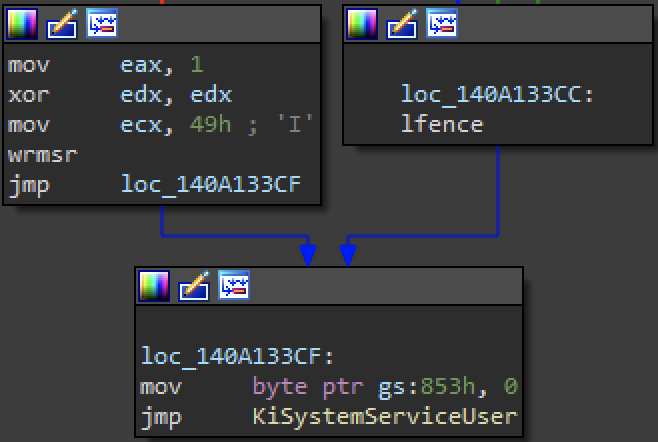 mov eax, 1
xor edx, edx
mov ecx, 49h ; 'I'
wrmsr
jmp loc_140A133CF
loc_140A133CC:
lfence
loc_140A133CF:
mov byte ptr gs:853h, 0
jmp KiSystemServiceUser